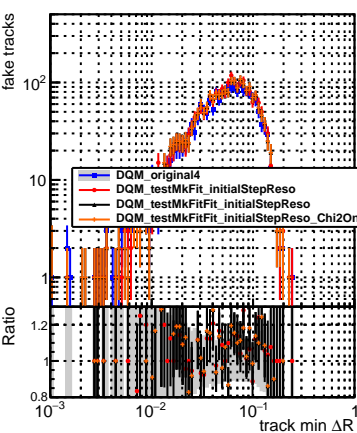 fake tracks
10²
10
1
DQM_original4
DQM_testMkFit_initialStepReso
DQM_testMkFitFit_initialStepReso
DQM_testMkFitFit_initialStepReso_Chi2On
Ratio
1.2
1
0.8
10⁻³ 10⁻² 10⁻¹ 1
track min ΔR